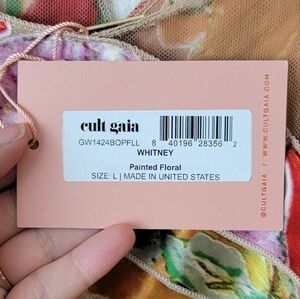 cult gaia
GW1424BOPFLL
8 40196 28356 2
WHITNEY
Painted Floral
SIZE: L | MADE IN UNITED STATES
@CULTGAIA / WWW.CULTGAIA.COM